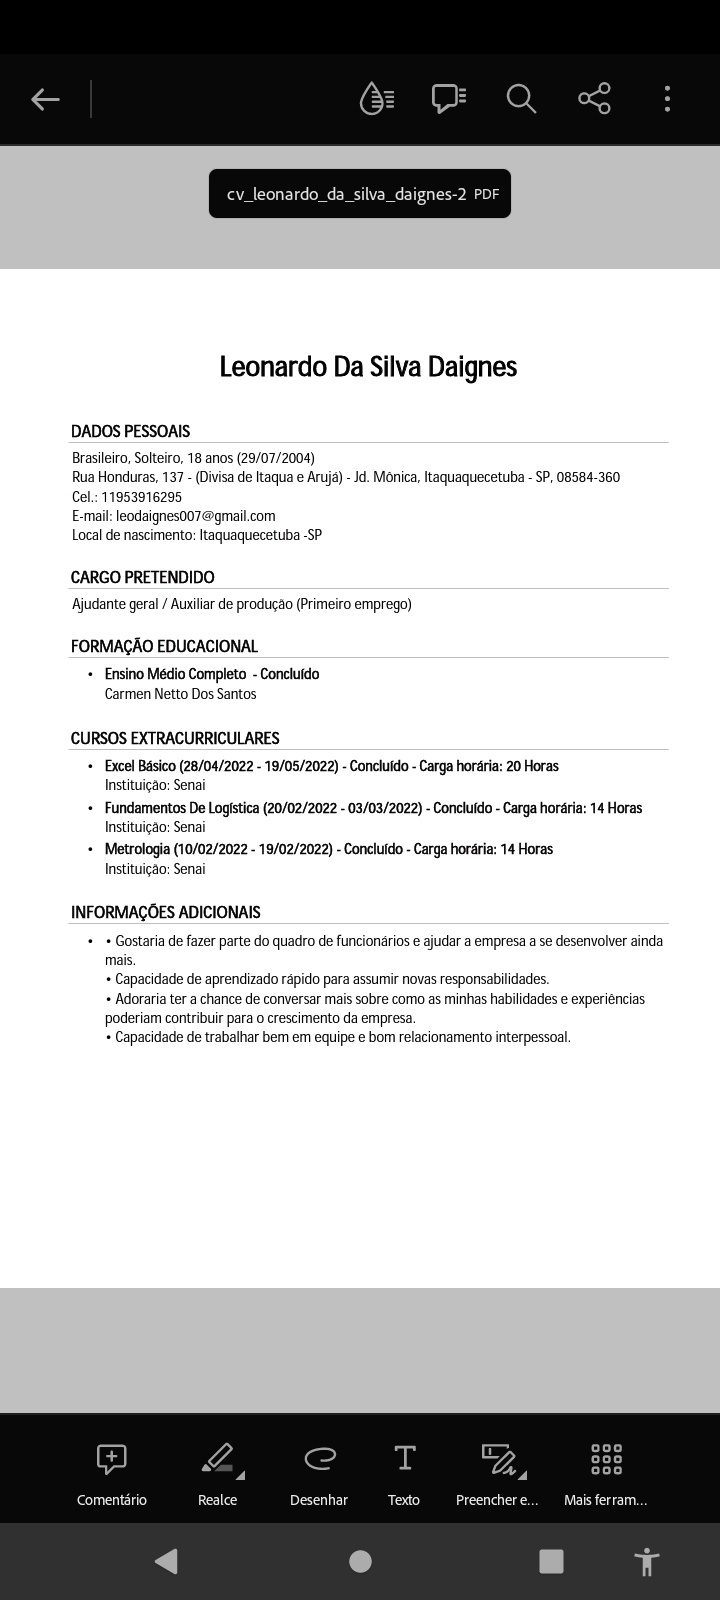 cv_leonardo_da_silva_daignes-2 PDF
Leonardo Da Silva Daignes
DADOS PESSOAIS
Brasileiro, Solteiro, 18 anos (29/07/2004)
Rua Honduras, 137 - (Divisa de Itaqua e Arujá) - Jd. Mônica, Itaquaquecetuba - SP, 08584-360
Cel.: 11953916295
E-mail: leodaignes007@gmail.com
Local de nascimento: Itaquaquecetuba -SP
CARGO PRETENDIDO
Ajudante geral / Auxiliar de produção (Primeiro emprego)
FORMAÇÃO EDUCACIONAL
• Ensino Médio Completo - Concluído
Carmen Netto Dos Santos
CURSOS EXTRACURRICULARES
• Excel Básico (28/04/2022 - 19/05/2022) - Concluído - Carga horária: 20 Horas
Instituição: Senai
• Fundamentos De Logística (20/02/2022 - 03/03/2022) - Concluído - Carga horária: 14 Horas
Instituição: Senai
• Metrologia (10/02/2022 - 19/02/2022) - Concluído - Carga horária: 14 Horas
Instituição: Senai
INFORMAÇÕES ADICIONAIS
• • Gostaria de fazer parte do quadro de funcionários e ajudar a empresa a se desenvolver ainda
mais.
• Capacidade de aprendizado rápido para assumir novas responsabilidades.
• Adoraria ter a chance de conversar mais sobre como as minhas habilidades e experiências
poderiam contribuir para o crescimento da empresa.
• Capacidade de trabalhar bem em equipe e bom relacionamento interpessoal.
Comentário Realce Desenhar Texto Preencher e... Mais ferram...